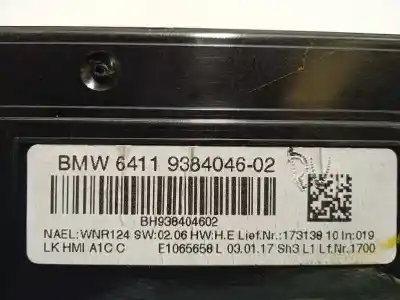 BMW 6411 9384046-02
BH938404602
NAEL:WNR124 SW:02.06 HW:H.E Lief.Nr.:173138 10 In:019
LK HMI A1C C E1065658 L 03.01.17 Sh3 L1 Lf.Nr.1700